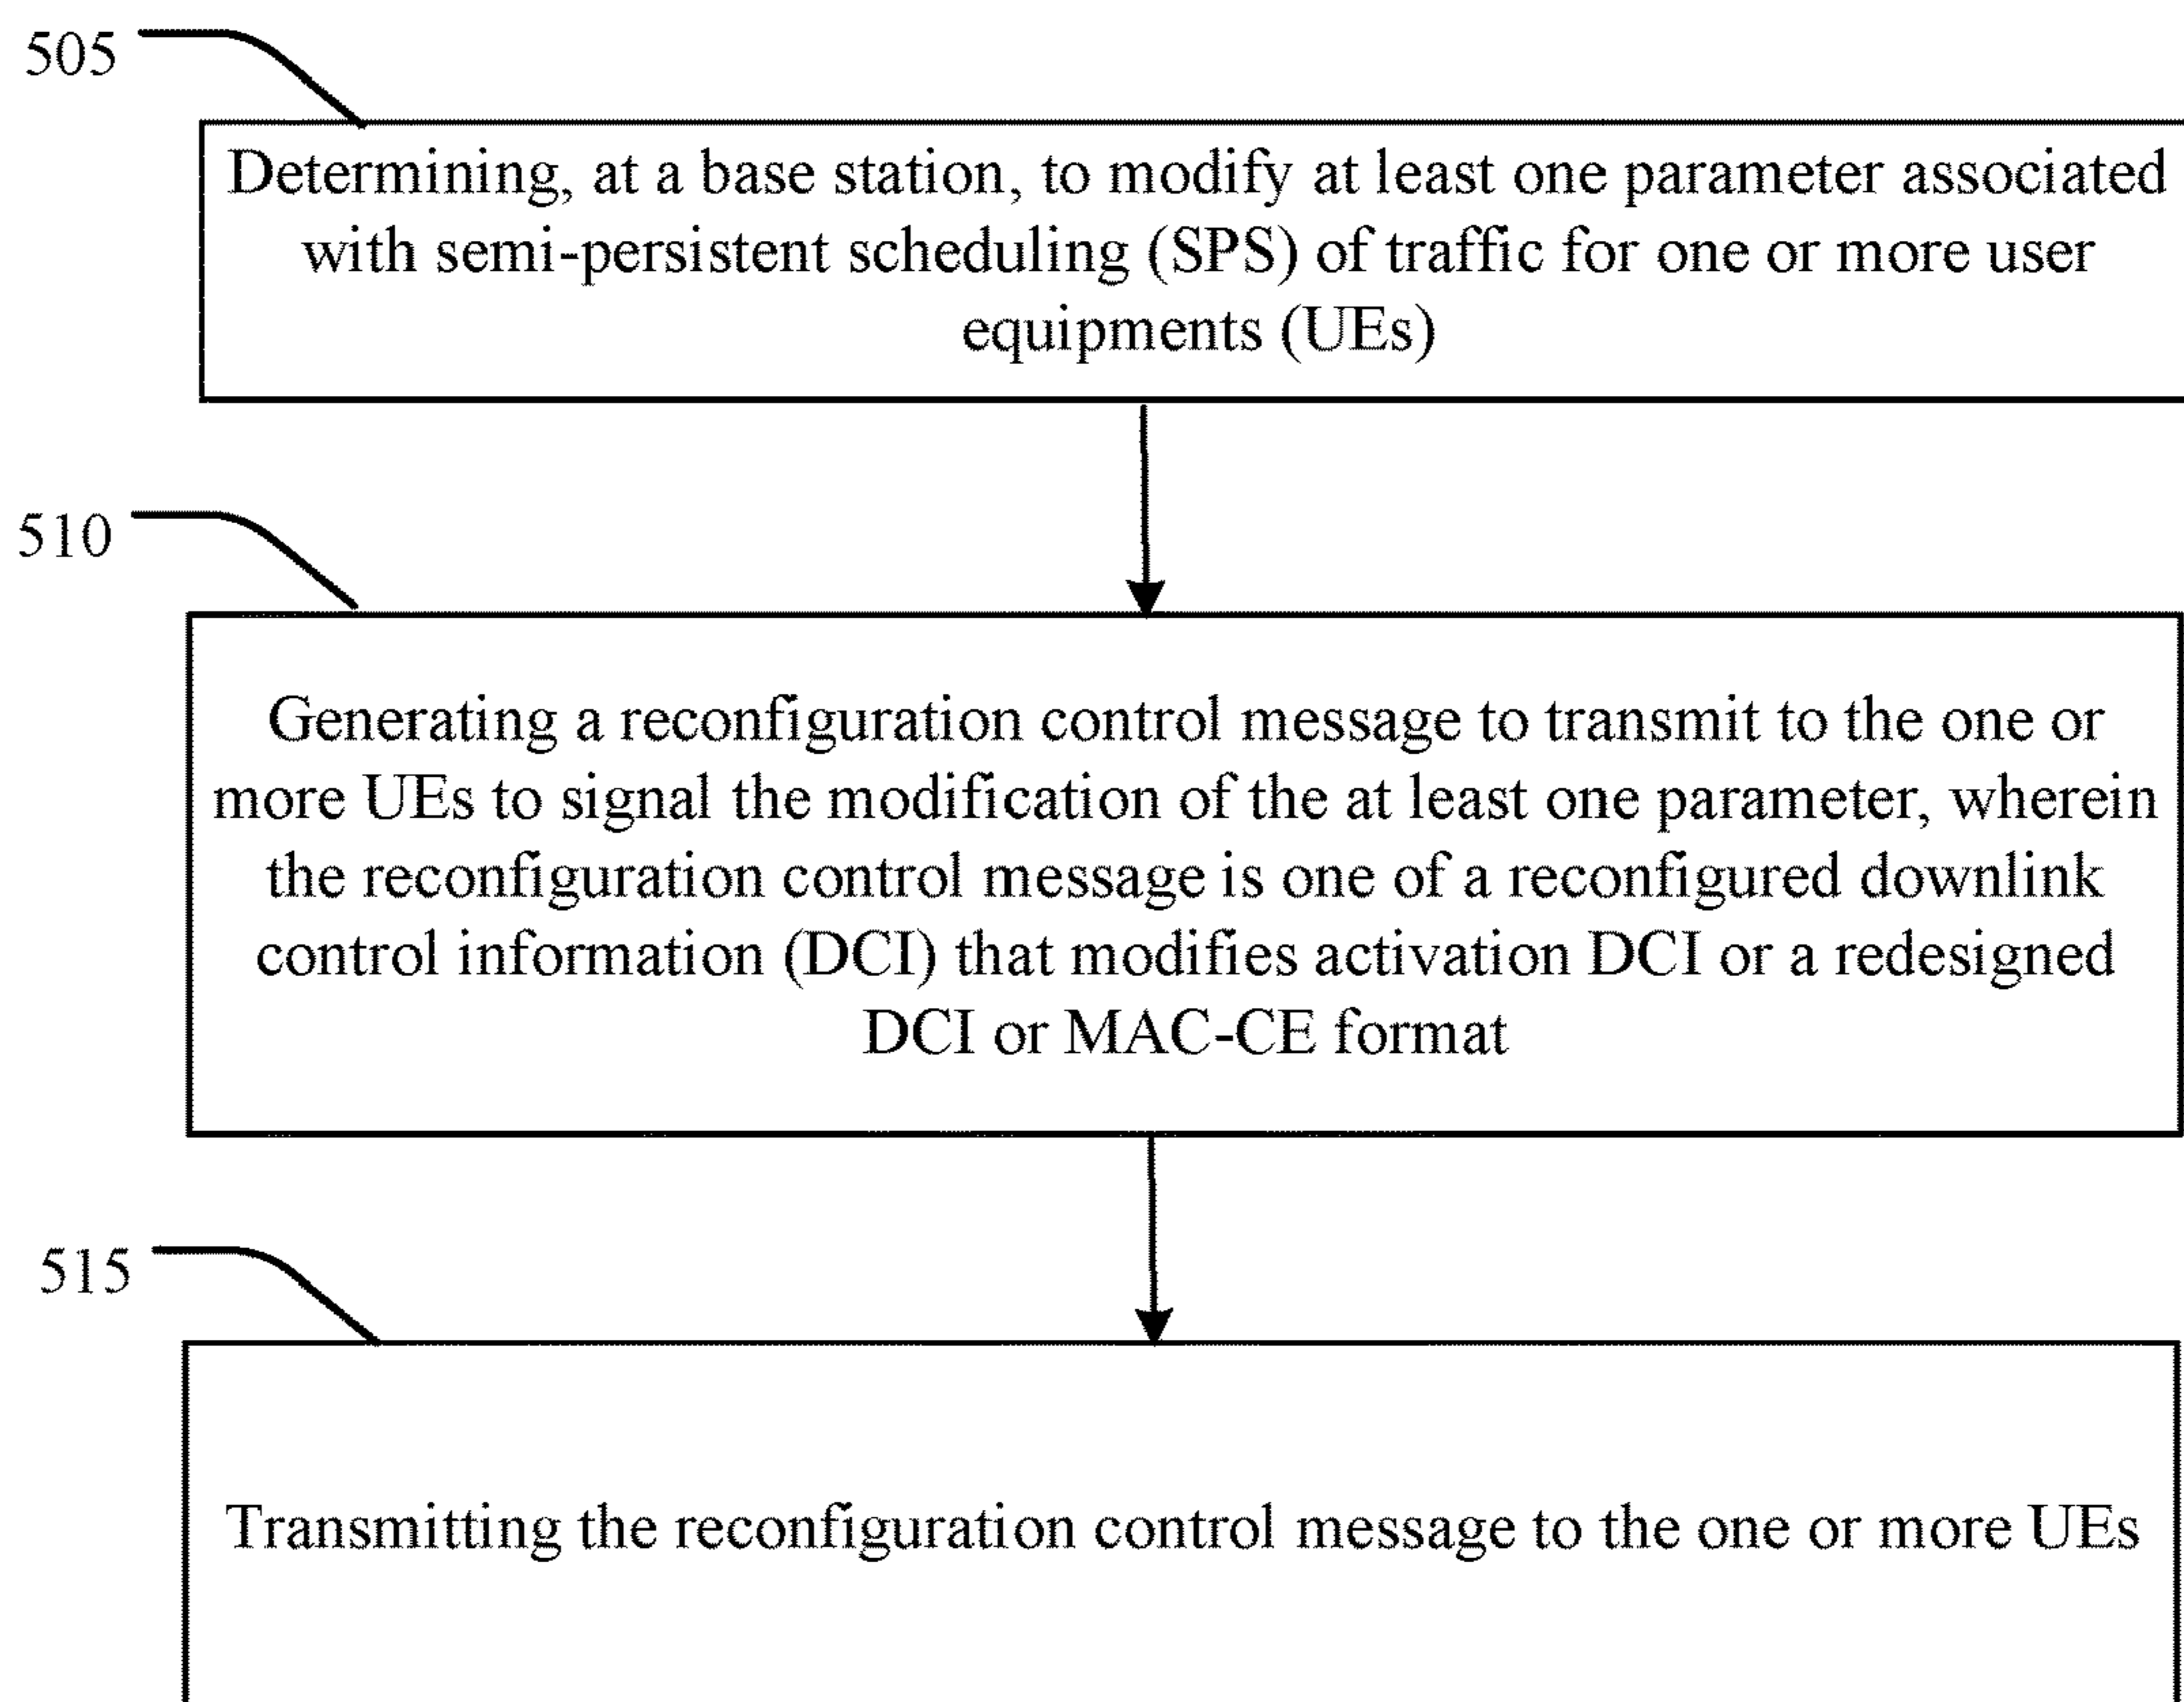 505
Determining, at a base station, to modify at least one parameter associated
with semi-persistent scheduling (SPS) of traffic for one or more user
equipments (UEs)
510
Generating a reconfiguration control message to transmit to the one or
more UEs to signal the modification of the at least one parameter, wherein
the reconfiguration control message is one of a reconfigured downlink
control information (DCI) that modifies activation DCI or a redesigned
DCI or MAC-CE format
515
Transmitting the reconfiguration control message to the one or more UEs